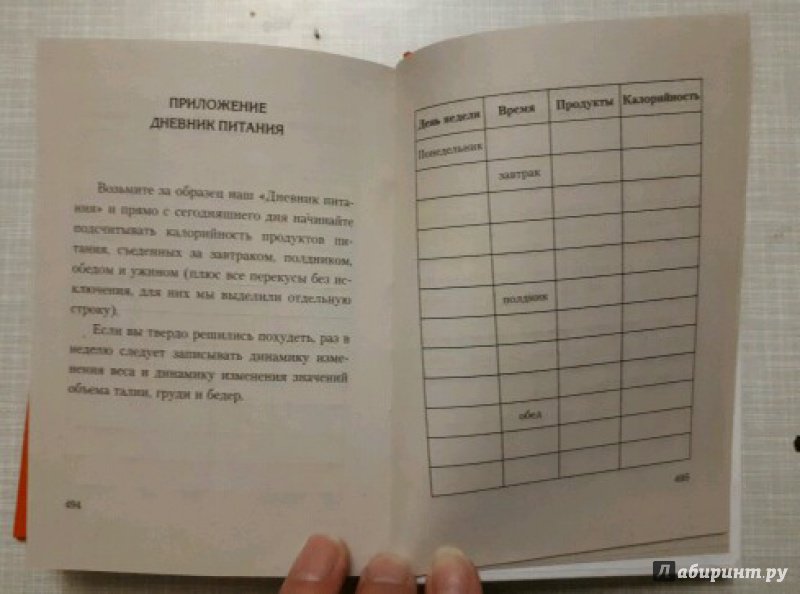 ПРИЛОЖЕНИЕ
ДНЕВНИК ПИТАНИЯ
Возьмите за образец наш «Дневник пита-
ния» и прямо с сегодняшнего дня начинайте
подсчитывать калорийность продуктов пи-
тания, съеденных за завтраком, полдником,
обедом и ужином (плюс все перекусы без ис-
ключения, для них мы выделили отдельную
строку).
Если вы твердо решились похудеть, раз в
неделю следует записывать динамику изме-
нения веса и динамику изменения значений
объема талии, груди и бедер.
494
День недели Время Продукты Калорийность
Понедельник
завтрак
полдник
обед
495
Лабиринт.ру